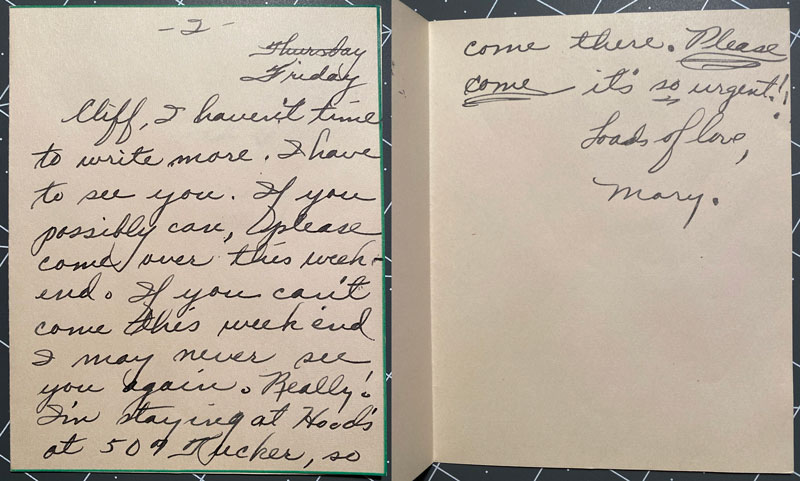 -2-
Thursday
Friday
Cliff, I haven't time
to write more. I have
to see you. If you
possibly can, please
come over this week-
end. If you can't
come this week end
I may never see
you again. Really!
I'm staying at Hood's
at 509 Tucker, so
come there. Please
come it's so urgent!!
Loads of love,
Mary.